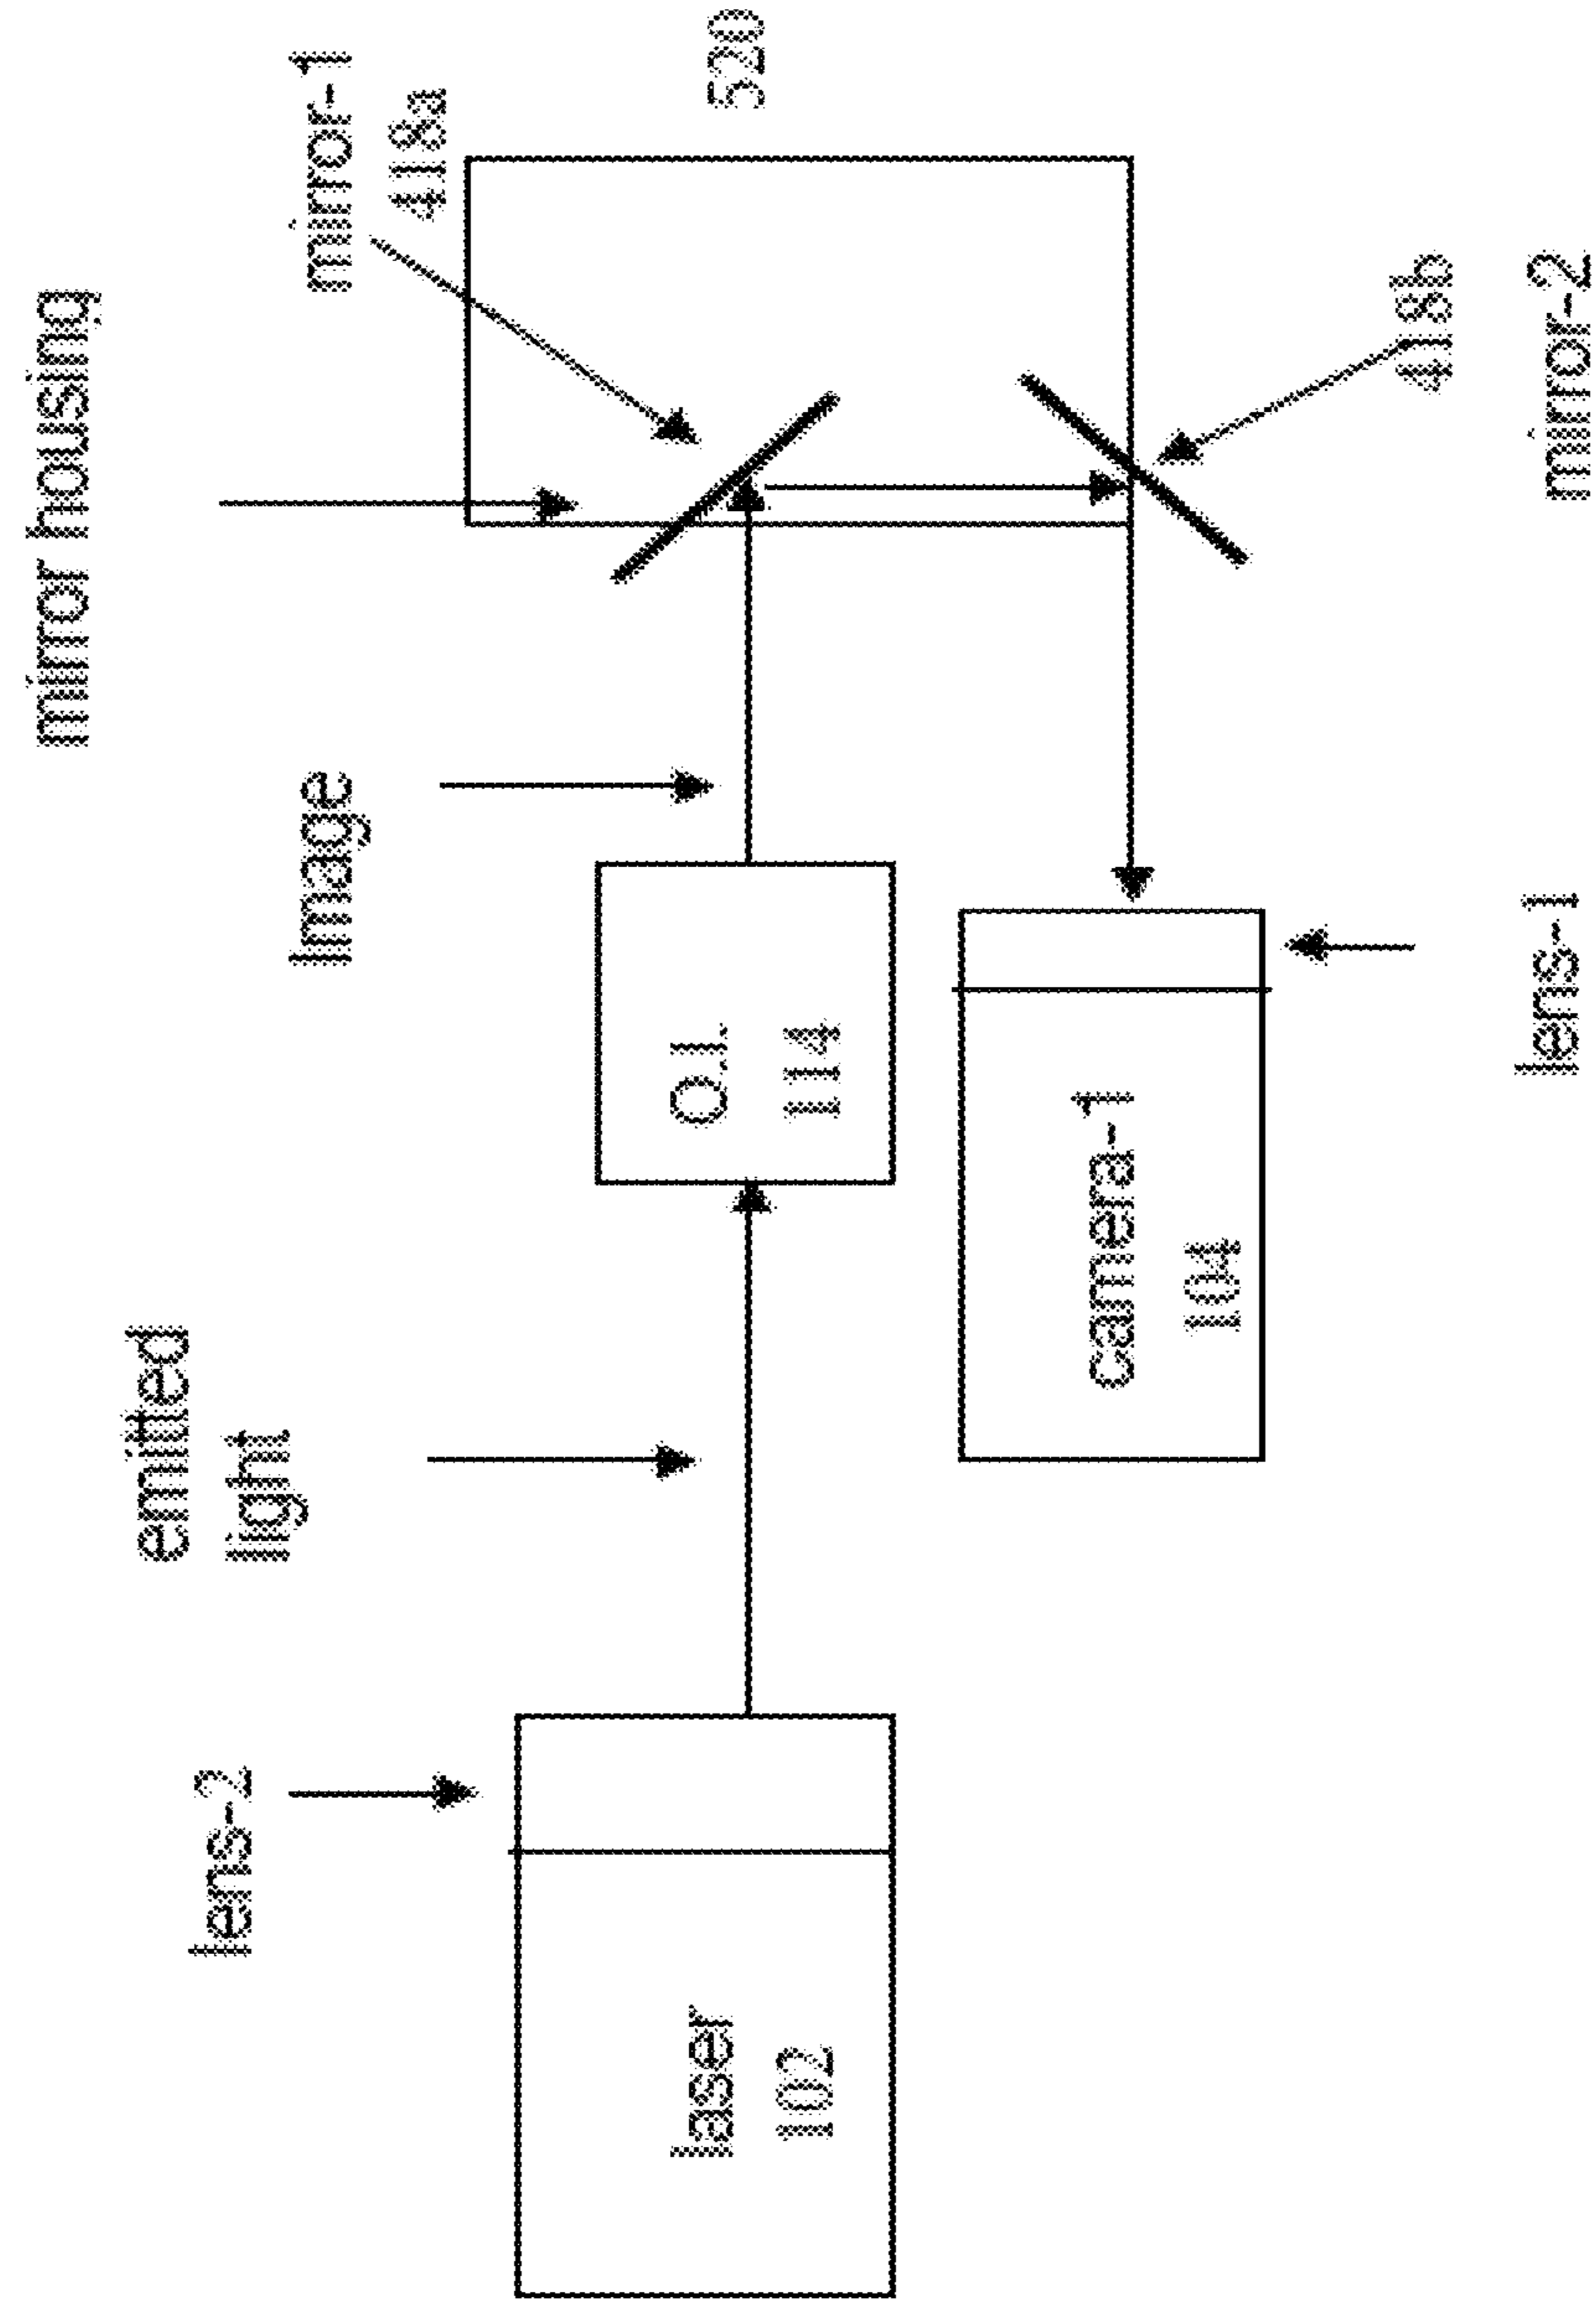 mirror housing
mirror-1
418a
520
Image
emitted
light
lens-2
O.I.
114
laser
102
camera-1
104
418b
mirror-2
lens-1